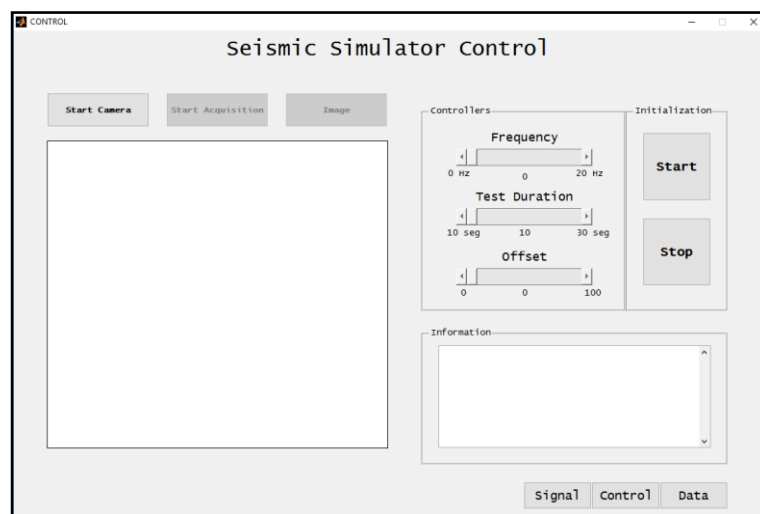 CONTROL
Seismic Simulator Control
Start Camera
Start Acquisition
Image
Controllers
Frequency
0 Hz 0 20 Hz
Test Duration
10 seg 10 30 seg
Offset
0 0 100
Initialization
Start
Stop
Information
Signal
Control
Data